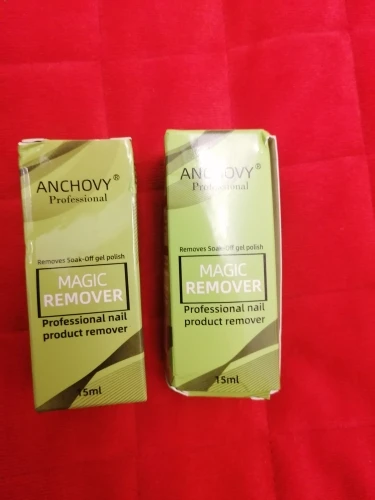 ANCHOVY®
Professional
Removes Soak-Off gel polish
MAGIC
REMOVER
Professional nail
product remover
15ml
ANCHOVY®
Professional
Removes Soak-Off gel polish
MAGIC
REMOVER
Professional nail
product remover
15ml